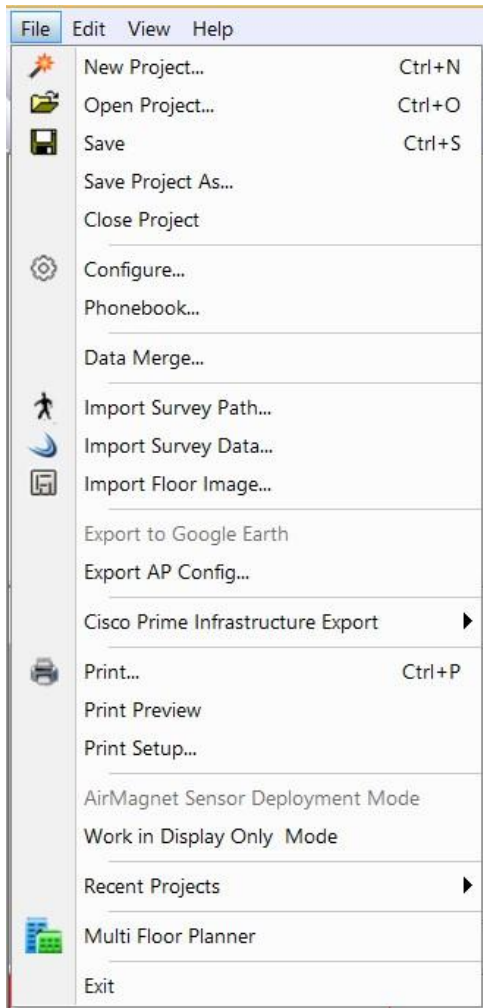 File Edit View Help
New Project... Ctrl+N
Open Project... Ctrl+O
Save Ctrl+S
Save Project As...
Close Project
Configure...
Phonebook...
Data Merge...
Import Survey Path...
Import Survey Data...
Import Floor Image...
Export to Google Earth
Export AP Config...
Cisco Prime Infrastructure Export
Print... Ctrl+P
Print Preview
Print Setup...
AirMagnet Sensor Deployment Mode
Work in Display Only Mode
Recent Projects
Multi Floor Planner
Exit